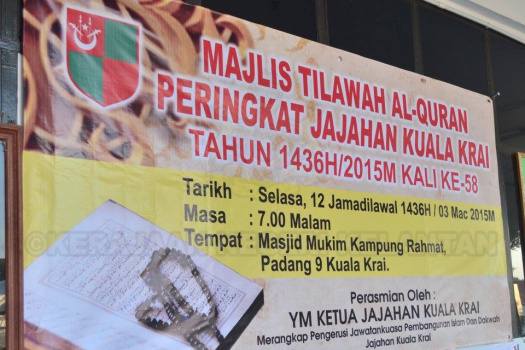 MAJLIS TILAWAH AL-QURAN
PERINGKAT JAJAHAN KUALA KRAI
TAHUN 1436H/2015M KALI KE-58
Tarikh : Selasa, 12 Jamadilawal 1436H / 03 Mac 2015M
Masa : 7.00 Malam
Tempat : Masjid Mukim Kampung Rahmat,
Padang 9 Kuala Krai.
Perasmian Oleh :
YM KETUA JAJAHAN KUALA KRAI
Merangkap Pengerusi Jawatankuasa Pembangunan Islam Dan Dakwah
Jajahan Kuala Krai